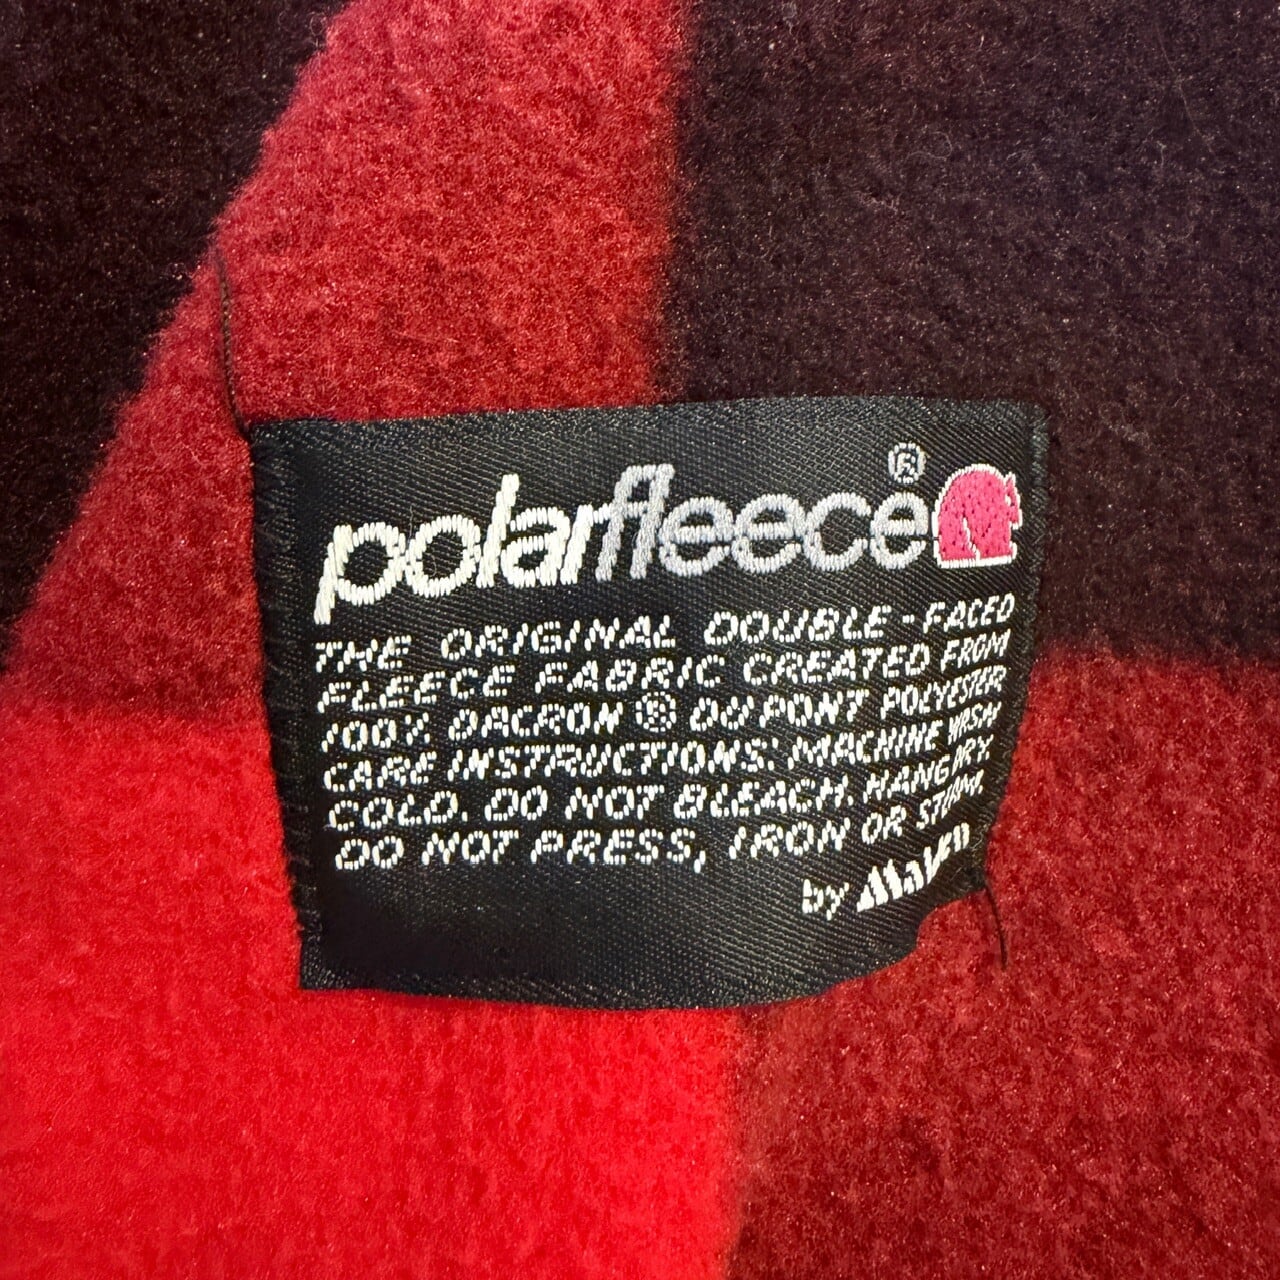 polarfleece®
THE ORIGINAL DOUBLE-FACED
FLEECE FABRIC CREATED FROM
100% DACRON ® DU PONT POLYESTER
CARE INSTRUCTIONS: MACHINE WASH
COLD. DO NOT BLEACH. HANG DRY
DO NOT PRESS, IRON OR STEAM.
by Malden